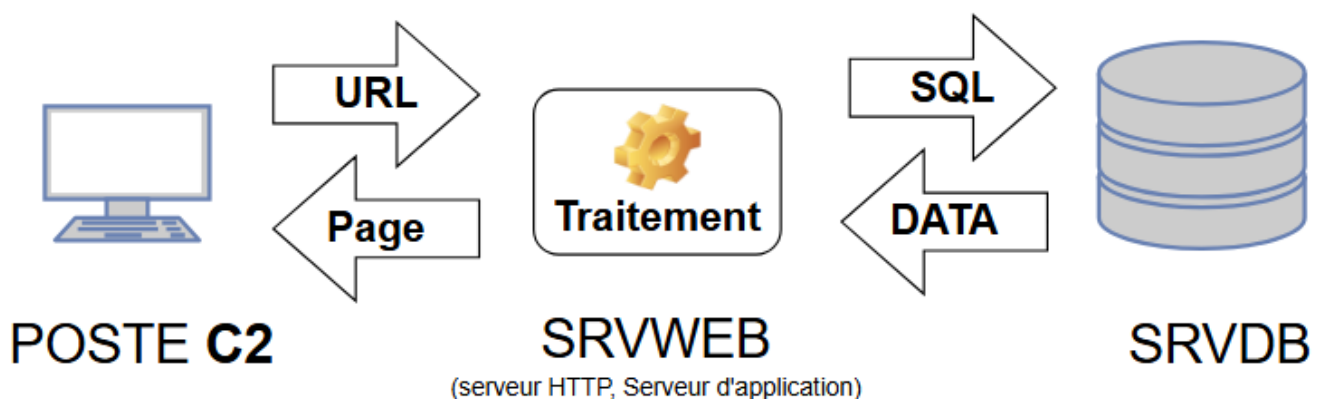 URL
SQL
Traitement
Page
DATA
POSTE C2
SRVWEB
SRVDB
(serveur HTTP, Serveur d'application)